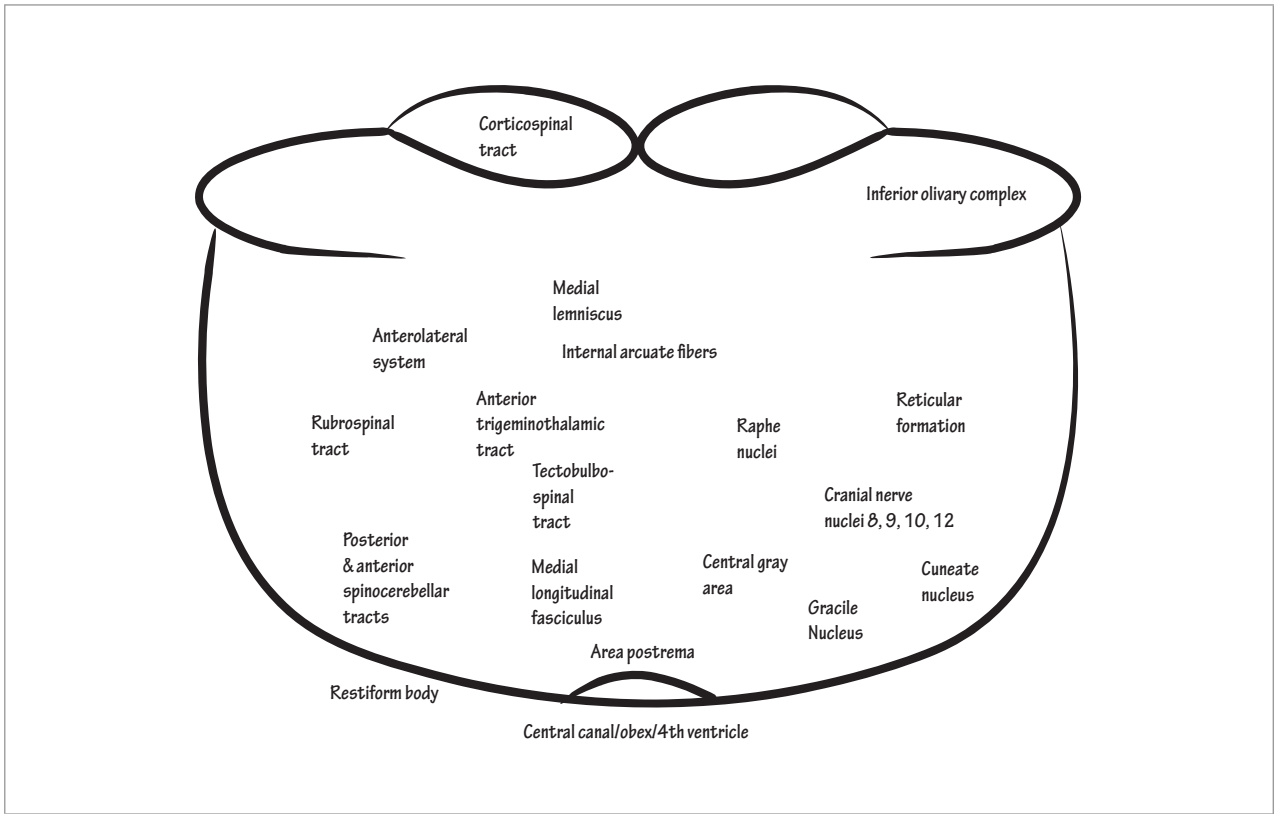 Corticospinal
tract
Inferior olivary complex
Medial
lemniscus
Anterolateral
system
Internal arcuate fibers
Anterior
trigeminothalamic
tract
Reticular
formation
Rubrospinal
tract
Raphe
nuclei
Tectobulbo-
spinal
tract
Cranial nerve
nuclei 8, 9, 10, 12
Posterior
& anterior
spinocerebellar
tracts
Medial
longitudinal
fasciculus
Central gray
area
Cuneate
nucleus
Gracile
Nucleus
Area postrema
Restiform body
Central canal/obex/4th ventricle